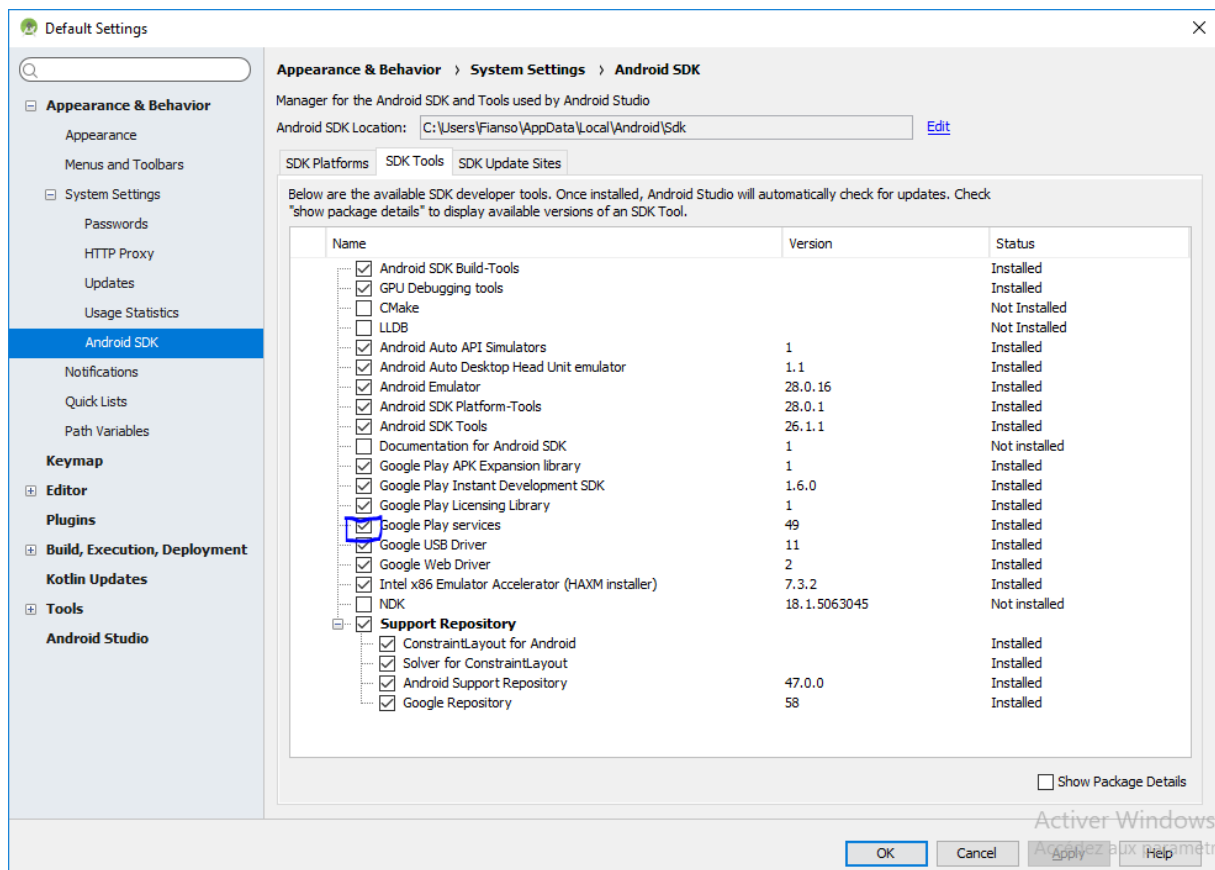 Default Settings
Appearance & Behavior
Appearance
Menus and Toolbars
System Settings
Passwords
HTTP Proxy
Updates
Usage Statistics
Android SDK
Notifications
Quick Lists
Path Variables
Keymap
Editor
Plugins
Build, Execution, Deployment
Kotlin Updates
Tools
Android Studio
Appearance & Behavior › System Settings › Android SDK
Manager for the Android SDK and Tools used by Android Studio
Android SDK Location: C:\Users\Fianso\AppData\Local\Android\Sdk Edit
SDK Platforms SDK Tools SDK Update Sites
Below are the available SDK developer tools. Once installed, Android Studio will automatically check for updates. Check
"show package details" to display available versions of an SDK Tool.
Name Version Status
Android SDK Build-Tools Installed
GPU Debugging tools Installed
CMake Not Installed
LLDB Not Installed
Android Auto API Simulators 1 Installed
Android Auto Desktop Head Unit emulator 1.1 Installed
Android Emulator 28.0.16 Installed
Android SDK Platform-Tools 28.0.1 Installed
Android SDK Tools 26.1.1 Installed
Documentation for Android SDK 1 Not installed
Google Play APK Expansion library 1 Installed
Google Play Instant Development SDK 1.6.0 Installed
Google Play Licensing Library 1 Installed
Google Play services 49 Installed
Google USB Driver 11 Installed
Google Web Driver 2 Installed
Intel x86 Emulator Accelerator (HAXM installer) 7.3.2 Installed
NDK 18.1.5063045 Not installed
Support Repository
ConstraintLayout for Android Installed
Solver for ConstraintLayout Installed
Android Support Repository 47.0.0 Installed
Google Repository 58 Installed
Show Package Details
Activer Windows
OK Cancel Apply Help